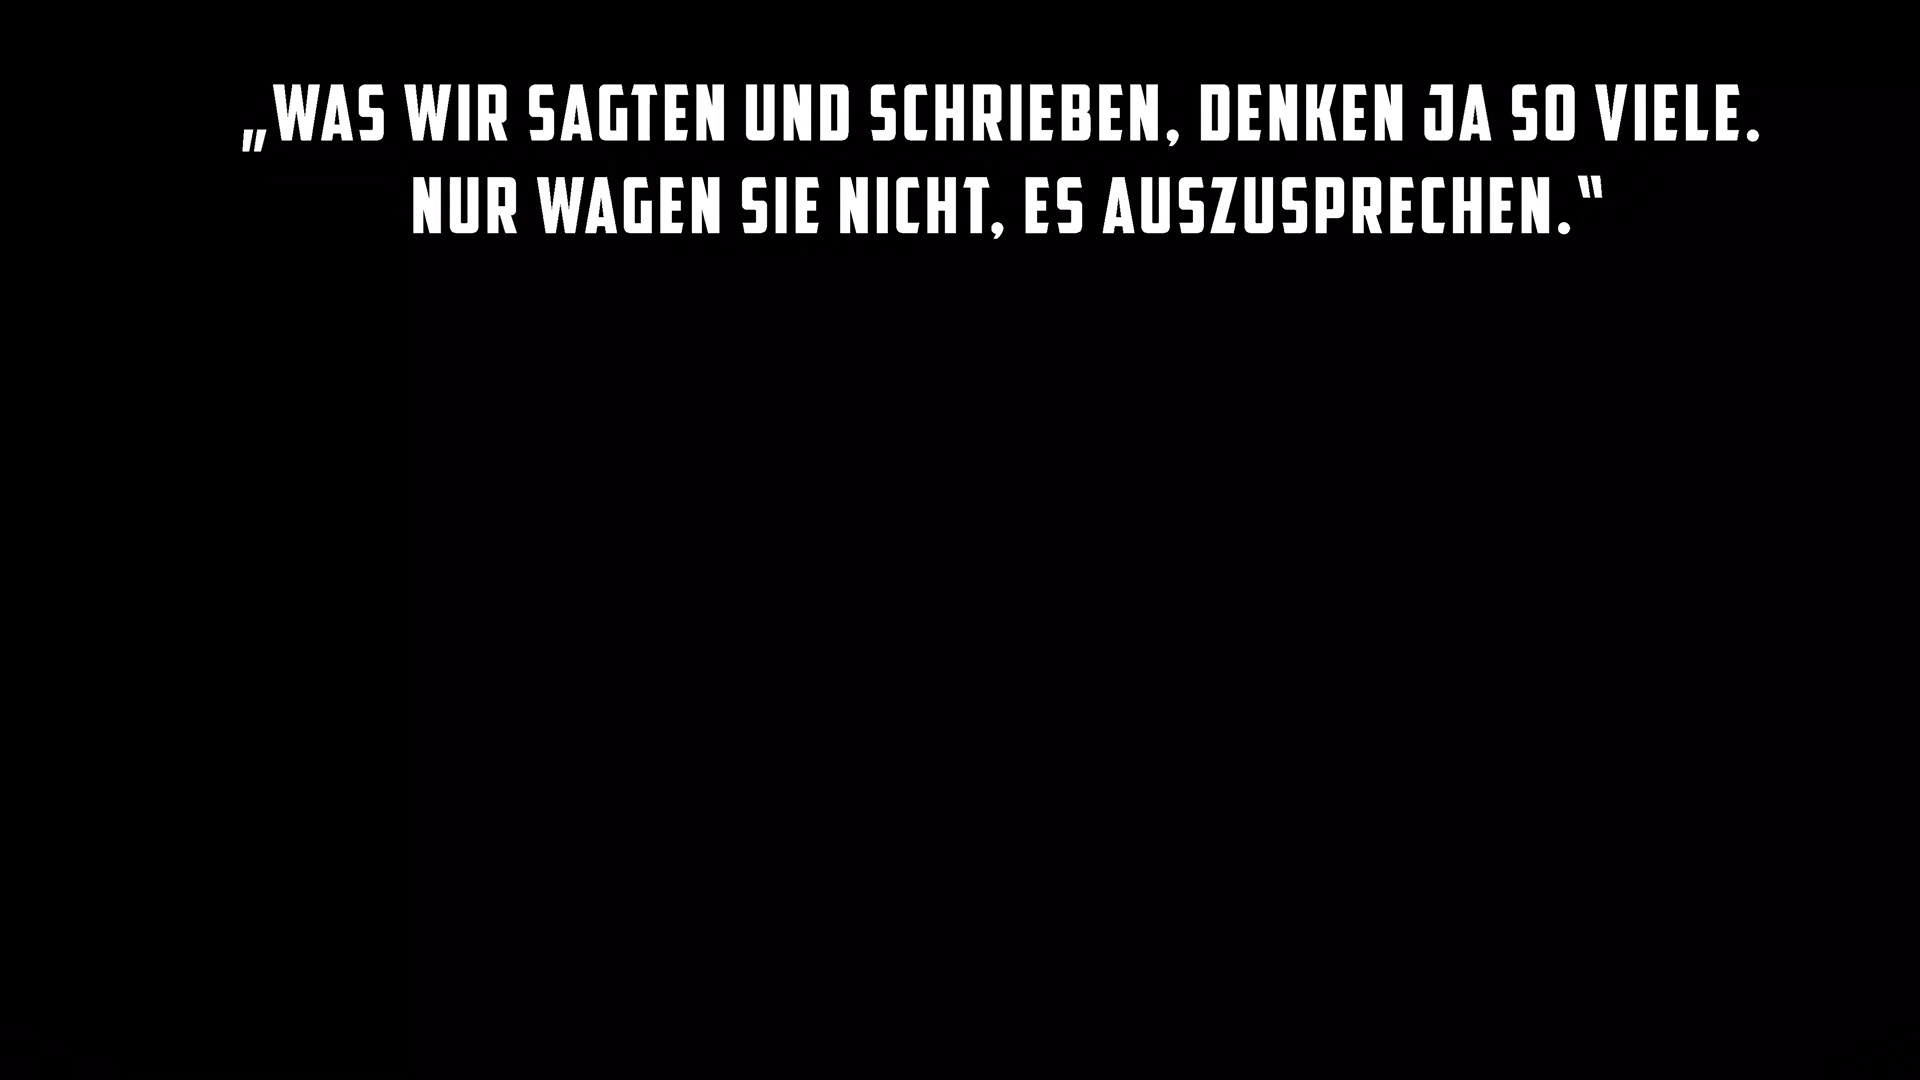 „WAS WIR SAGTEN UND SCHRIEBEN, DENKEN JA SO VIELE.
NUR WAGEN SIE NICHT, ES AUSZUSPRECHEN.“